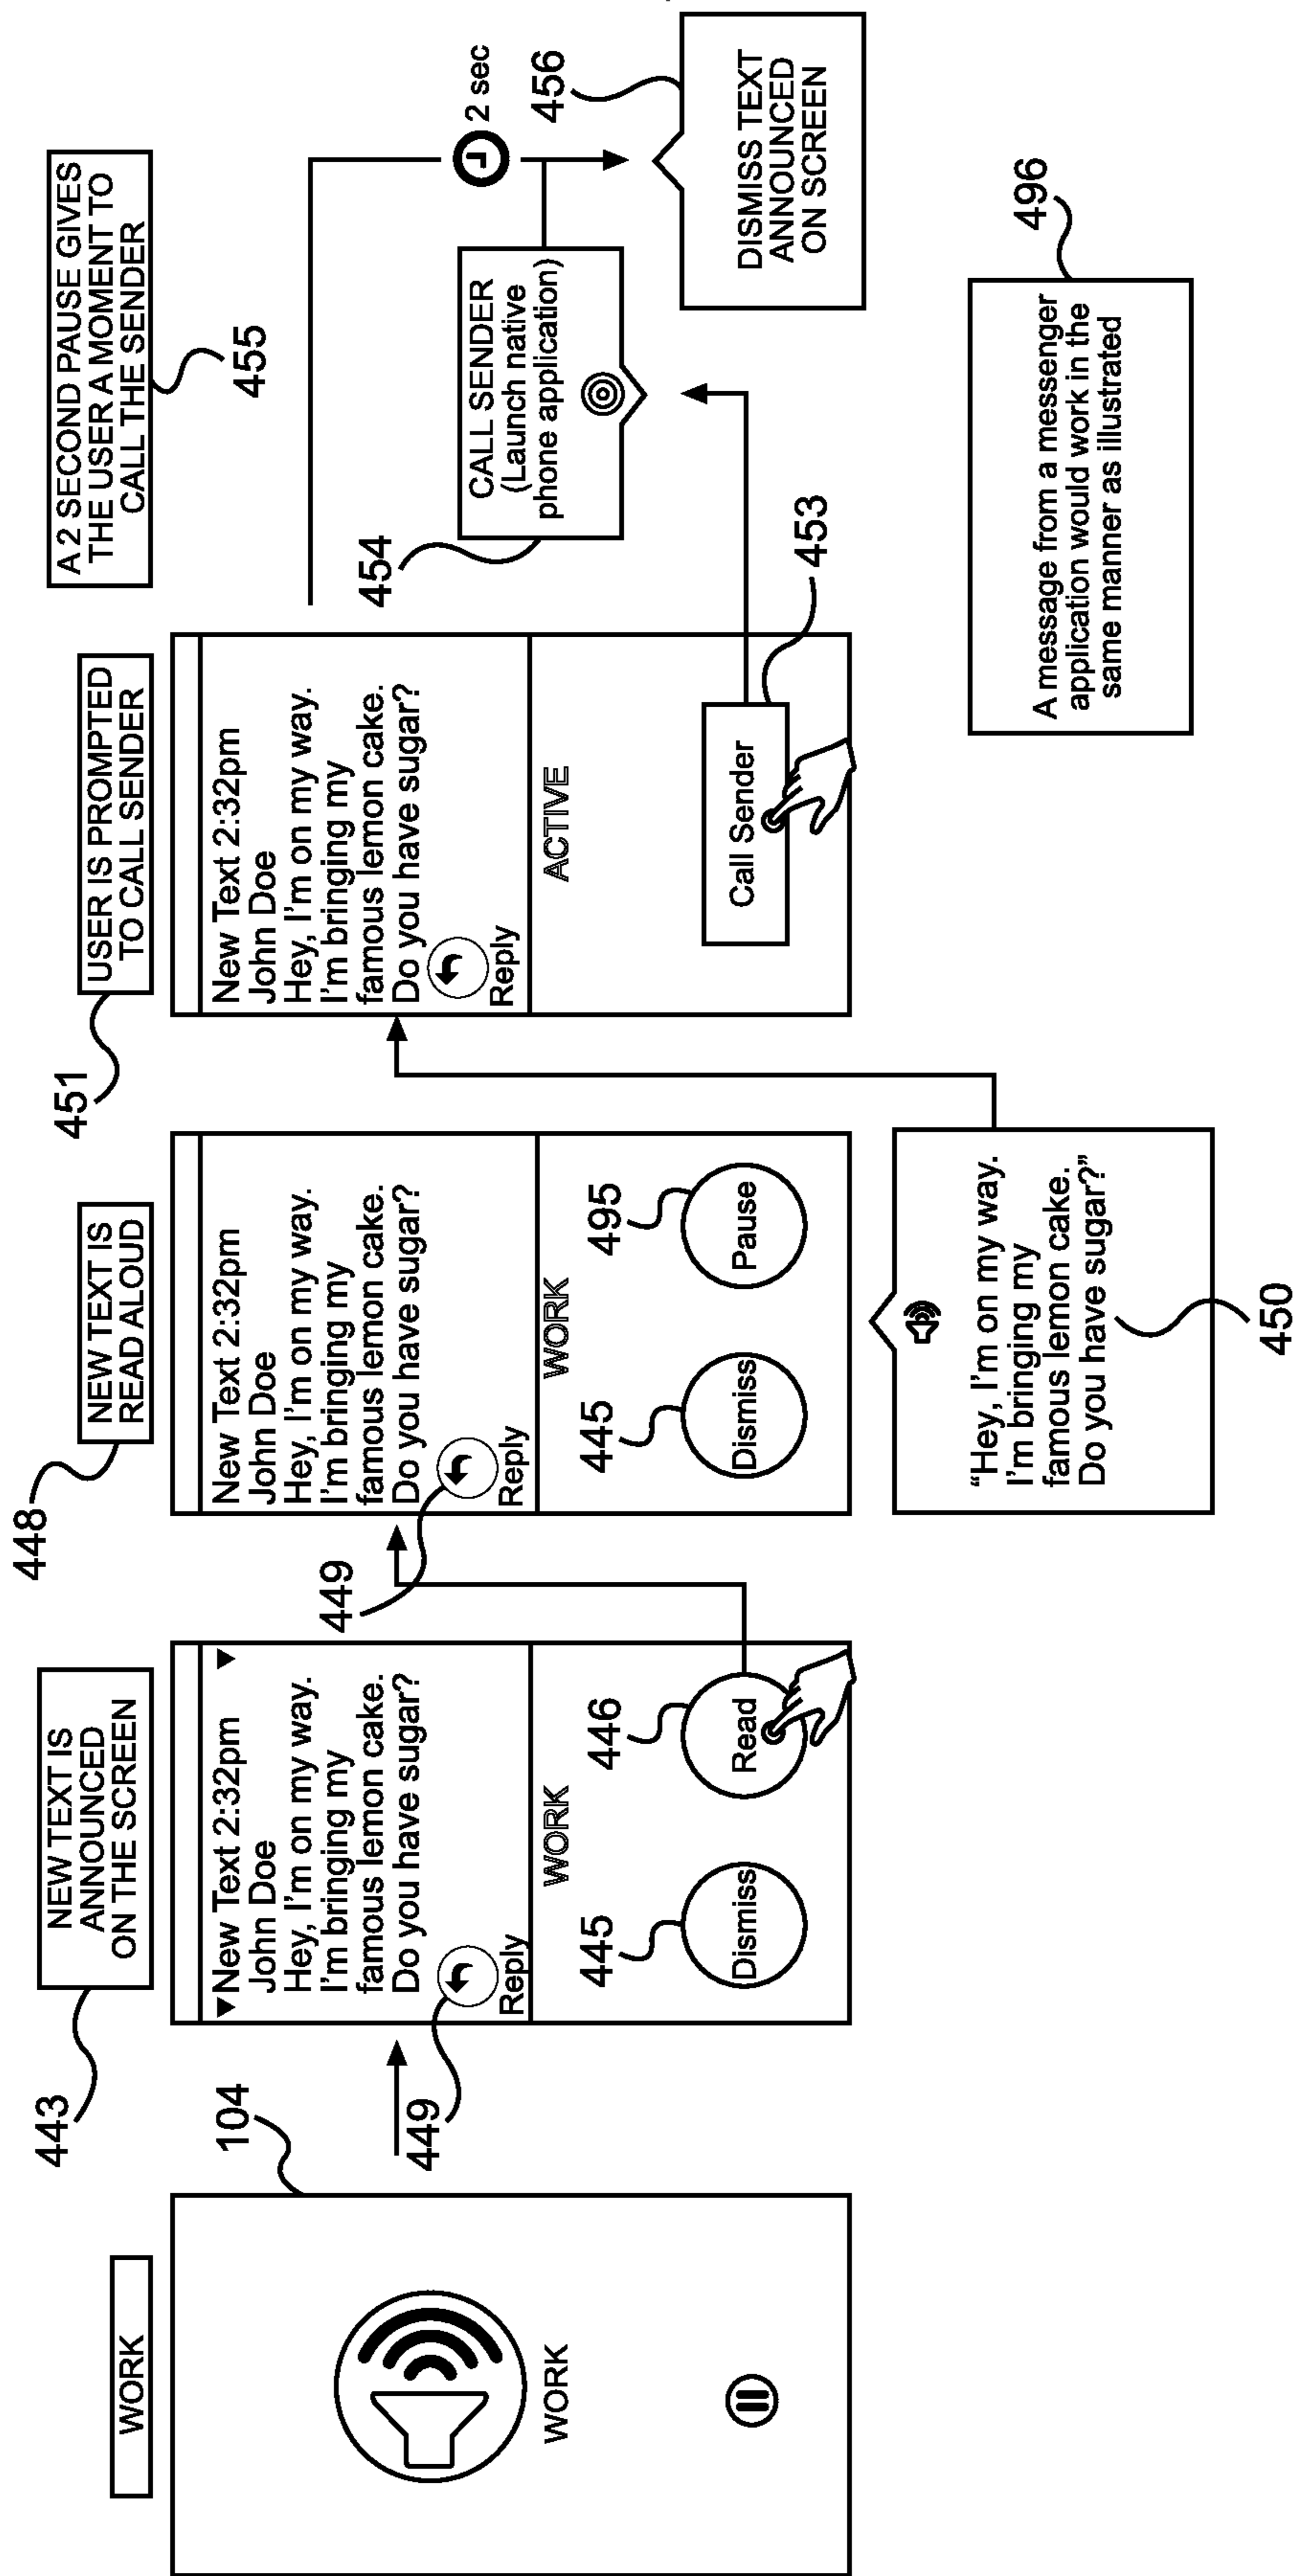 WORK
104
WORK
443
NEW TEXT IS
ANNOUNCED
ON THE SCREEN
449
New Text 2:32pm
John Doe
Hey, I'm on my way.
I'm bringing my
famous lemon cake.
Do you have sugar?
Reply
WORK
445
446
Dismiss
Read
448
NEW TEXT IS
READ ALOUD
449
New Text 2:32pm
John Doe
Hey, I'm on my way.
I'm bringing my
famous lemon cake.
Do you have sugar?
Reply
WORK
445
495
Dismiss
Pause
“Hey, I'm on my way.
I'm bringing my
famous lemon cake.
Do you have sugar?”
450
451
USER IS PROMPTED
TO CALL SENDER
New Text 2:32pm
John Doe
Hey, I'm on my way.
I'm bringing my
famous lemon cake.
Do you have sugar?
Reply
ACTIVE
Call Sender
453
A 2 SECOND PAUSE GIVES
THE USER A MOMENT TO
CALL THE SENDER
455
2 sec
454
CALL SENDER
(Launch native
phone application)
456
DISMISS TEXT
ANNOUNCED
ON SCREEN
496
A message from a messenger
application would work in the
same manner as illustrated